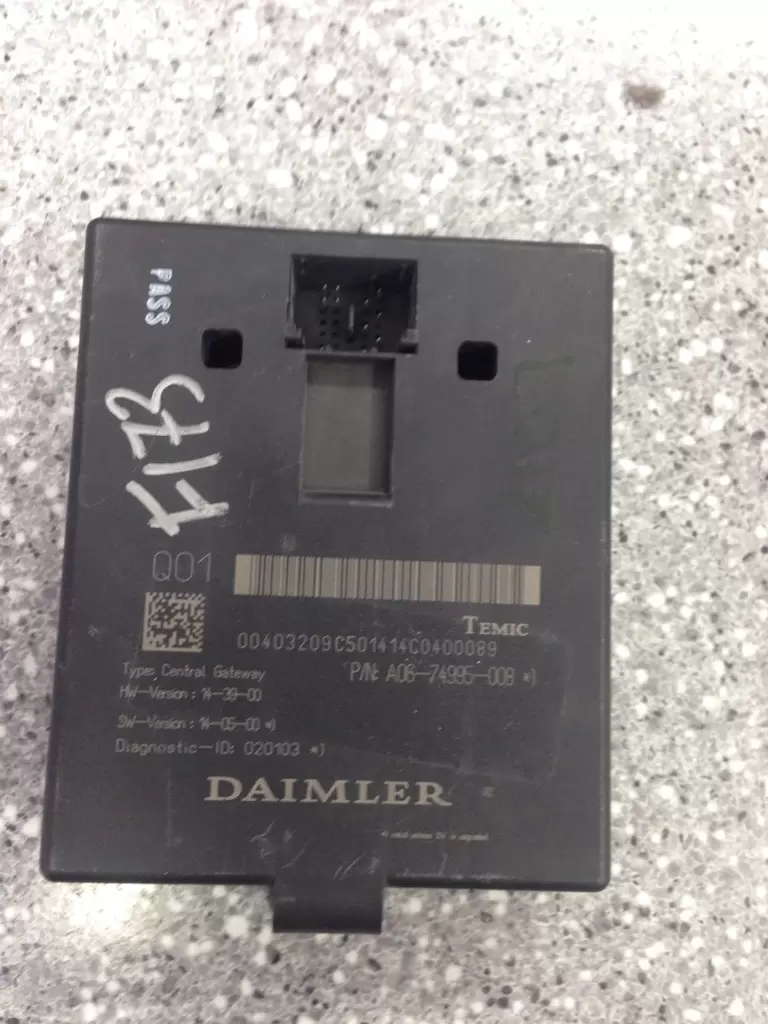 PASS
F173
Q01
TEMIC
00403209C501414C0400089
Type: Central Gateway
P/N: A06-74995-008 *)
HW-Version: 14-39-00
SW-Version: 14-05-00 *)
Diagnostic-ID: 020103 *)
DAIMLER